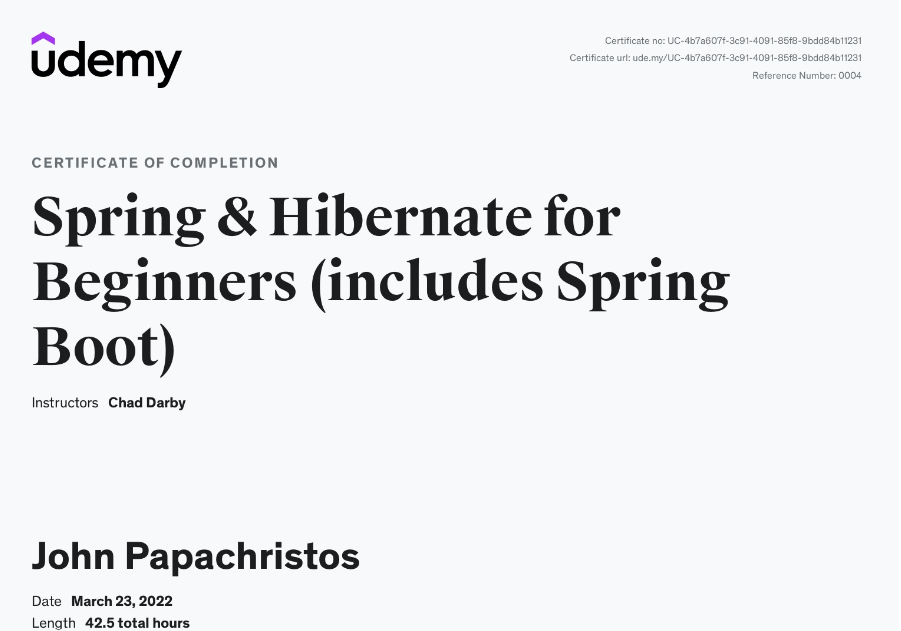 udemy
Certificate no: UC-4b7a607f-3c91-4091-85f8-9bdd84b11231
Certificate url: ude.my/UC-4b7a607f-3c91-4091-85f8-9bdd84b11231
Reference Number: 0004
CERTIFICATE OF COMPLETION
Spring & Hibernate for
Beginners (includes Spring
Boot)
Instructors Chad Darby
John Papachristos
Date March 23, 2022
Length 42.5 total hours